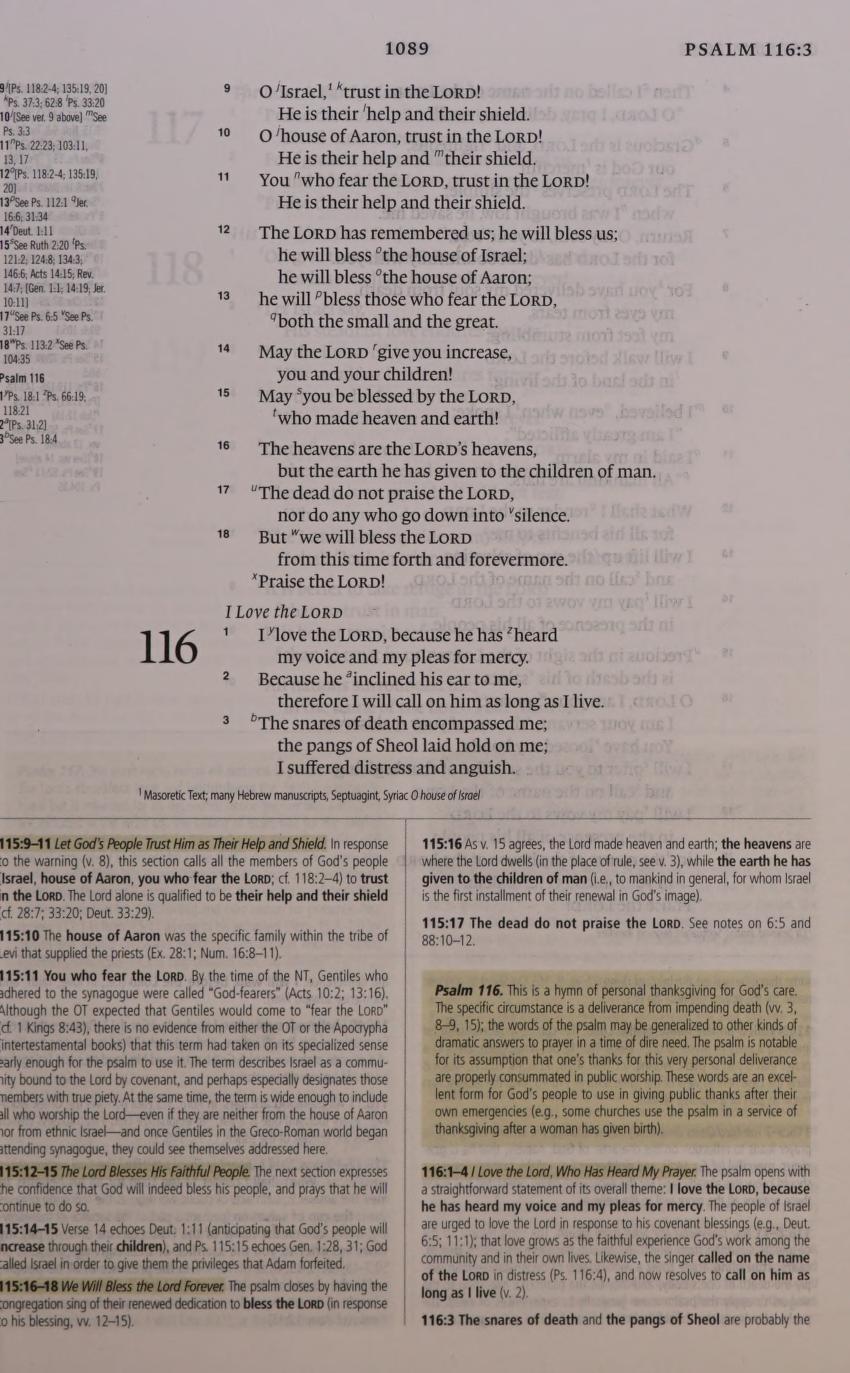 1089
PSALM 116:3
9 j[Ps. 118:2-4; 135:19, 20]
k Ps. 37:3; 62:8 l Ps. 33:20
10 j[See ver. 9 above] m See
Ps. 3:3
11 n Ps. 22:23; 103:11,
13, 17
12 o [Ps. 118:2-4; 135:19,
20]
13 p See Ps. 112:1 q Jer.
16:6; 31:34
14 r Deut. 1:11
15 s See Ruth 2:20 t Ps.
121:2; 124:8; 134:3;
146:6; Acts 14:15; Rev.
14:7; [Gen. 1:1; 14:19; Jer.
10:11]
17 u See Ps. 6:5 v See Ps.
31:17
18 w Ps. 113:2 x See Ps.
104:35
Psalm 116
1 y Ps. 18:1 z Ps. 66:19;
118:21
2 a [Ps. 31:2]
3 b See Ps. 18:4
9 O j Israel,1 k trust in the LORD!
He is their l help and their shield.
10 O j house of Aaron, trust in the LORD!
He is their help and m their shield.
11 You n who fear the LORD, trust in the LORD!
He is their help and their shield.
12 The LORD has remembered us; he will bless us;
he will bless o the house of Israel;
he will bless o the house of Aaron;
13 he will p bless those who fear the LORD,
q both the small and the great.
14 May the LORD r give you increase,
you and your children!
15 May s you be blessed by the LORD,
t who made heaven and earth!
16 The heavens are the LORD's heavens,
but the earth he has given to the children of man.
17 u The dead do not praise the LORD,
nor do any who go down into v silence.
18 But w we will bless the LORD
from this time forth and forevermore.
x Praise the LORD!
I Love the LORD
116 1 I y love the LORD, because he has z heard
my voice and my pleas for mercy.
2 Because he a inclined his ear to me,
therefore I will call on him as long as I live.
3 b The snares of death encompassed me;
the pangs of Sheol laid hold on me;
I suffered distress and anguish.
1 Masoretic Text; many Hebrew manuscripts, Septuagint, Syriac O house of Israel
115:9–11 Let God's People Trust Him as Their Help and Shield. In response
to the warning (v. 8), this section calls all the members of God's people
(Israel, house of Aaron, you who fear the LORD; cf. 118:2–4) to trust
in the LORD. The Lord alone is qualified to be their help and their shield
(cf. 28:7; 33:20; Deut. 33:29).
115:10 The house of Aaron was the specific family within the tribe of
Levi that supplied the priests (Ex. 28:1; Num. 16:8–11).
115:11 You who fear the LORD. By the time of the NT, Gentiles who
adhered to the synagogue were called "God-fearers" (Acts 10:2; 13:16).
Although the OT expected that Gentiles would come to "fear the LORD"
(cf. 1 Kings 8:43), there is no evidence from either the OT or the Apocrypha
(intertestamental books) that this term had taken on its specialized sense
early enough for the psalm to use it. The term describes Israel as a commu-
nity bound to the Lord by covenant, and perhaps especially designates those
members with true piety. At the same time, the term is wide enough to include
all who worship the Lord—even if they are neither from the house of Aaron
nor from ethnic Israel—and once Gentiles in the Greco-Roman world began
attending synagogue, they could see themselves addressed here.
115:12–15 The Lord Blesses His Faithful People. The next section expresses
the confidence that God will indeed bless his people, and prays that he will
continue to do so.
115:14–15 Verse 14 echoes Deut. 1:11 (anticipating that God's people will
increase through their children), and Ps. 115:15 echoes Gen. 1:28, 31; God
called Israel in order to give them the privileges that Adam forfeited.
115:16–18 We Will Bless the Lord Forever. The psalm closes by having the
congregation sing of their renewed dedication to bless the LORD (in response
to his blessing, vv. 12–15).
115:16 As v. 15 agrees, the Lord made heaven and earth; the heavens are
where the Lord dwells (in the place of rule, see v. 3), while the earth he has
given to the children of man (i.e., to mankind in general, for whom Israel
is the first installment of their renewal in God's image).
115:17 The dead do not praise the LORD. See notes on 6:5 and
88:10–12.
Psalm 116. This is a hymn of personal thanksgiving for God's care.
The specific circumstance is a deliverance from impending death (vv. 3,
8–9, 15); the words of the psalm may be generalized to other kinds of
dramatic answers to prayer in a time of dire need. The psalm is notable
for its assumption that one's thanks for this very personal deliverance
are properly consummated in public worship. These words are an excel-
lent form for God's people to use in giving public thanks after their
own emergencies (e.g., some churches use the psalm in a service of
thanksgiving after a woman has given birth).
116:1–4 I Love the Lord, Who Has Heard My Prayer. The psalm opens with
a straightforward statement of its overall theme: I love the LORD, because
he has heard my voice and my pleas for mercy. The people of Israel
are urged to love the Lord in response to his covenant blessings (e.g., Deut.
6:5; 11:1); that love grows as the faithful experience God's work among the
community and in their own lives. Likewise, the singer called on the name
of the LORD in distress (Ps. 116:4), and now resolves to call on him as
long as I live (v. 2).
116:3 The snares of death and the pangs of Sheol are probably the